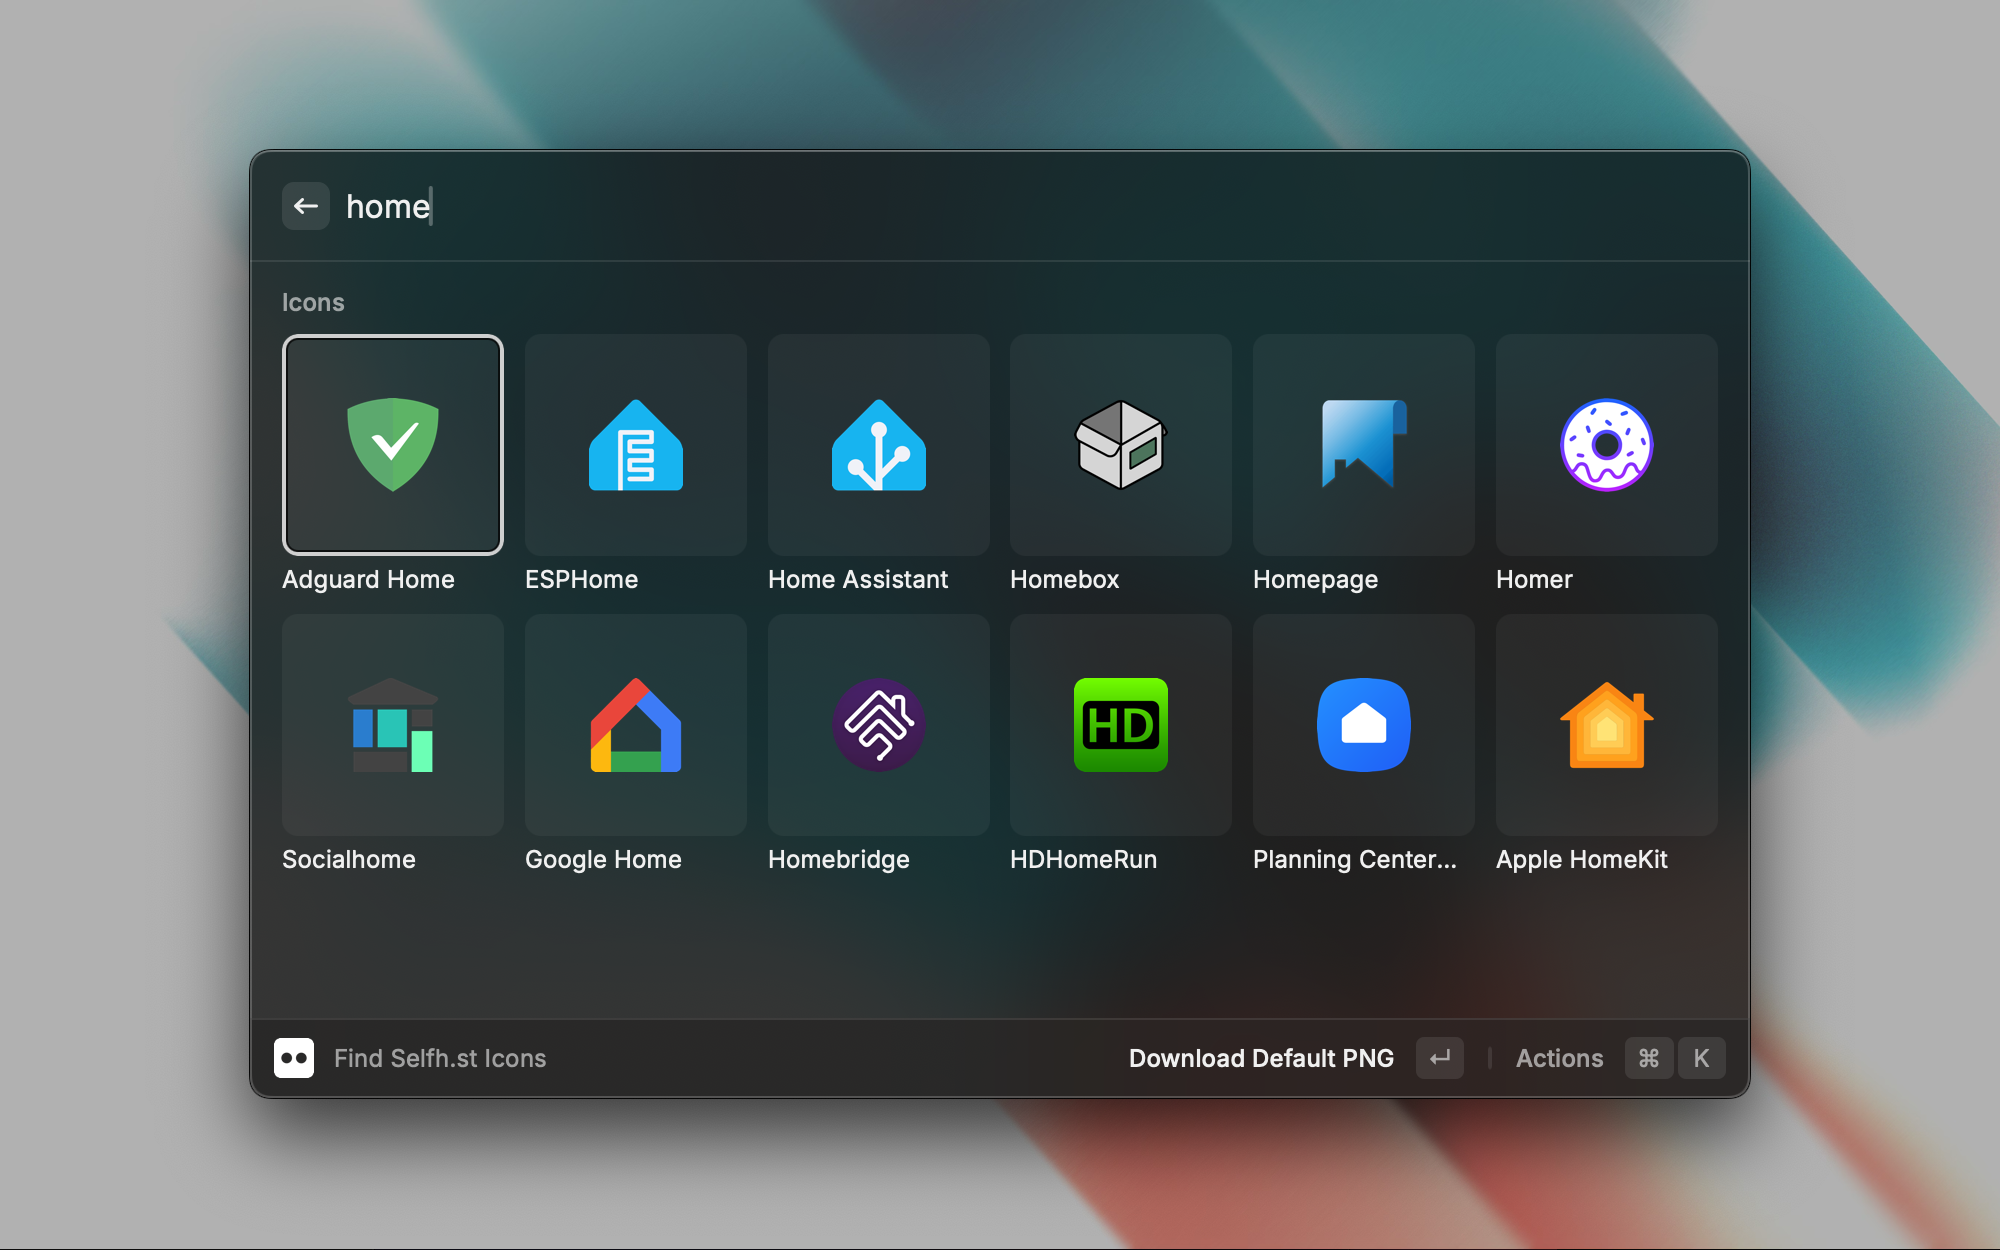 home
Icons
Adguard Home
ESPHome
Home Assistant
Homebox
Homepage
Homer
HD
Socialhome
Google Home
Homebridge
HDHomeRun
Planning Center...
Apple HomeKit
Find Selfh.st Icons
Download Default PNG
Actions
⌘
K